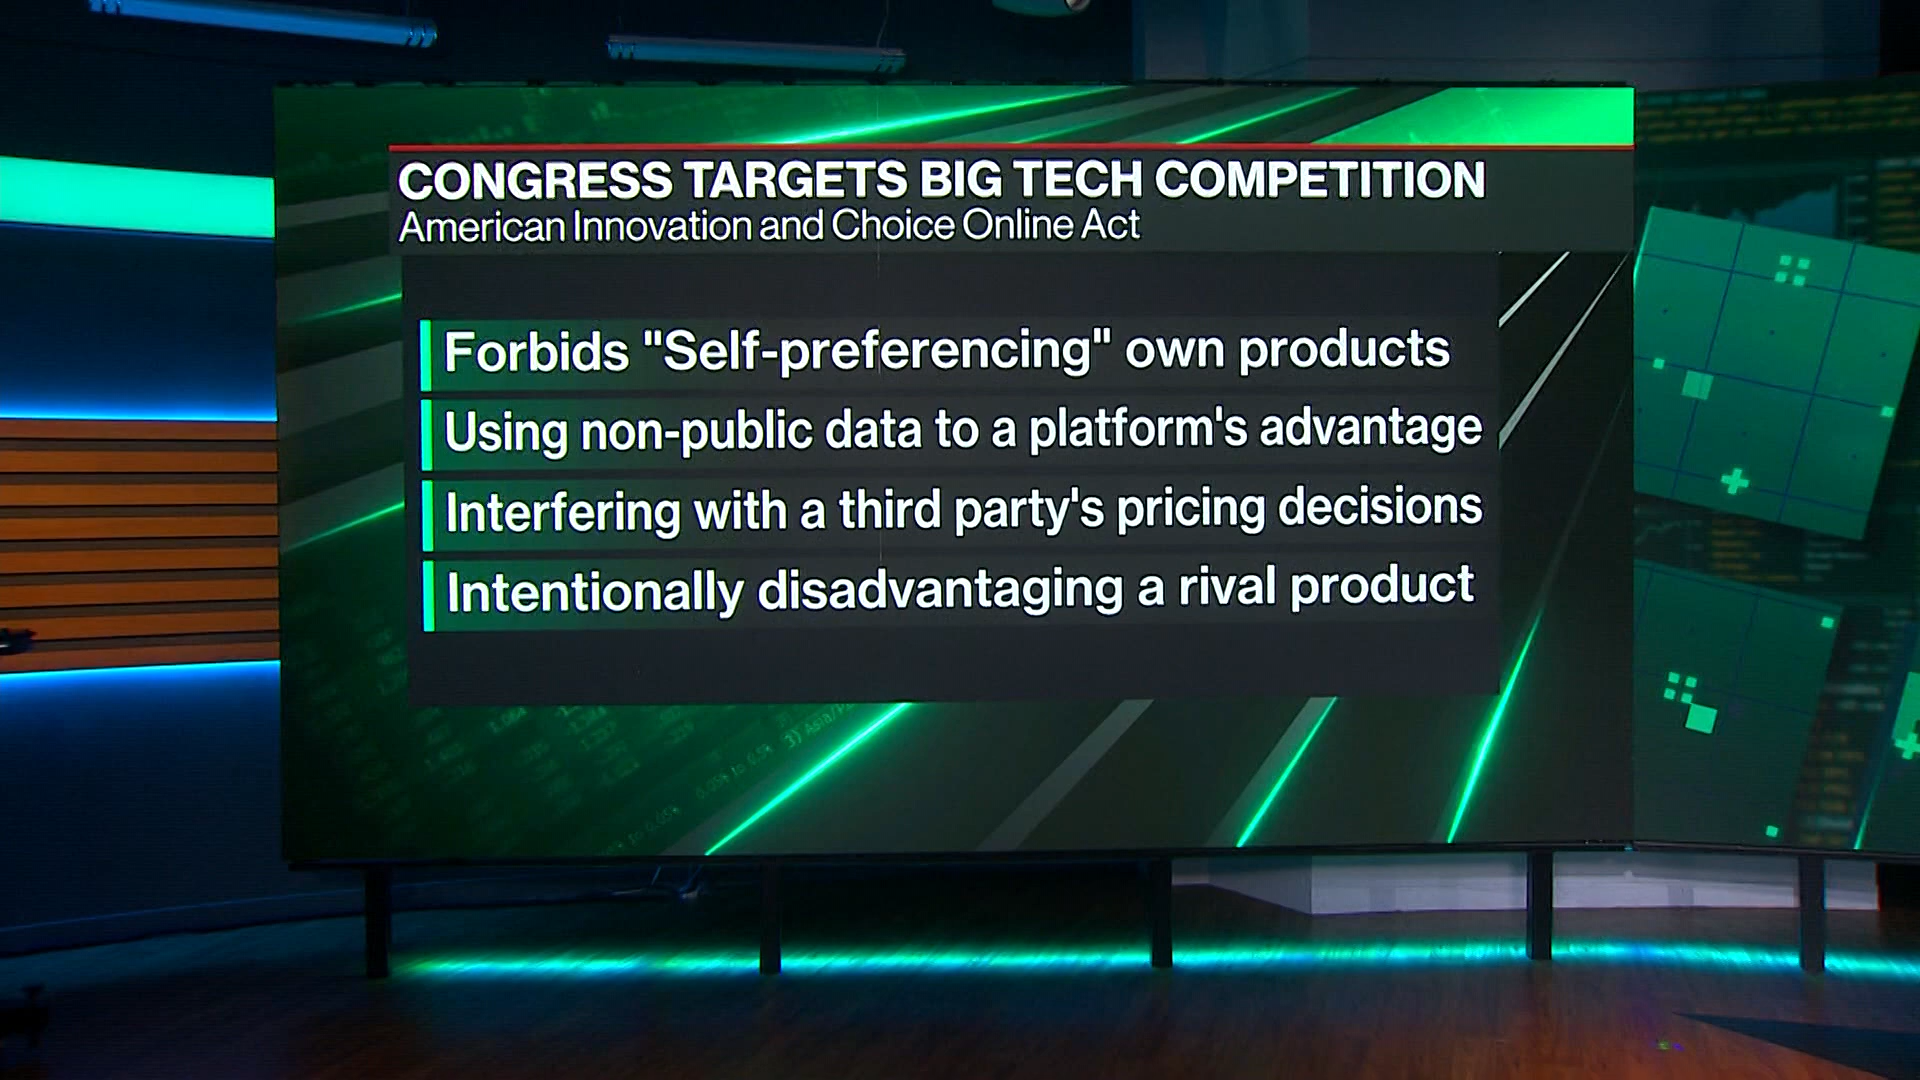 CONGRESS TARGETS BIG TECH COMPETITION
American Innovation and Choice Online Act
Forbids "Self-preferencing" own products
Using non-public data to a platform's advantage
Interfering with a third party's pricing decisions
Intentionally disadvantaging a rival product